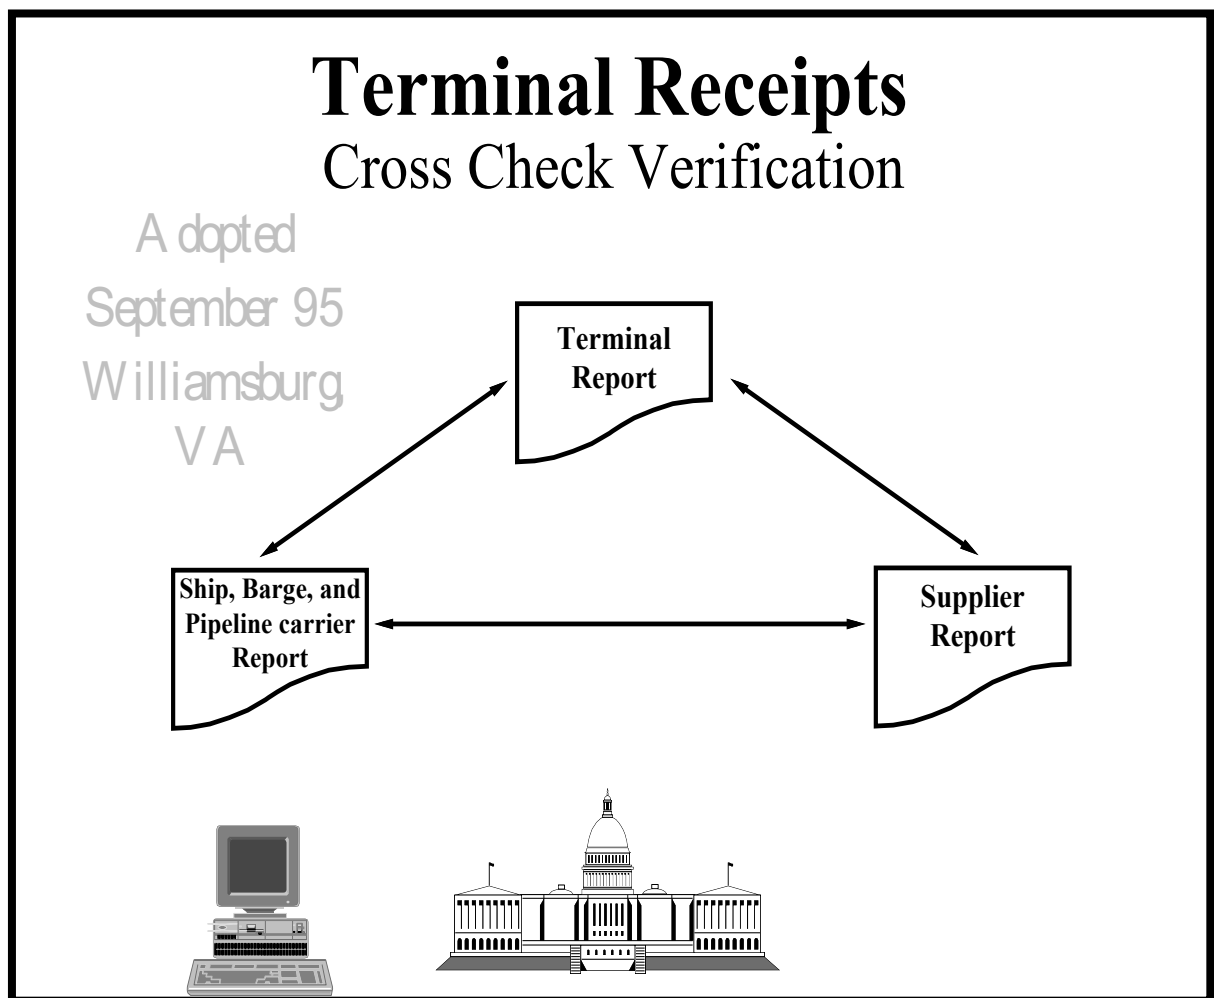 Terminal Receipts
Cross Check Verification
Adopted
September 95
Williamsburg,
VA
Terminal
Report
Ship, Barge, and
Pipeline carrier
Report
Supplier
Report